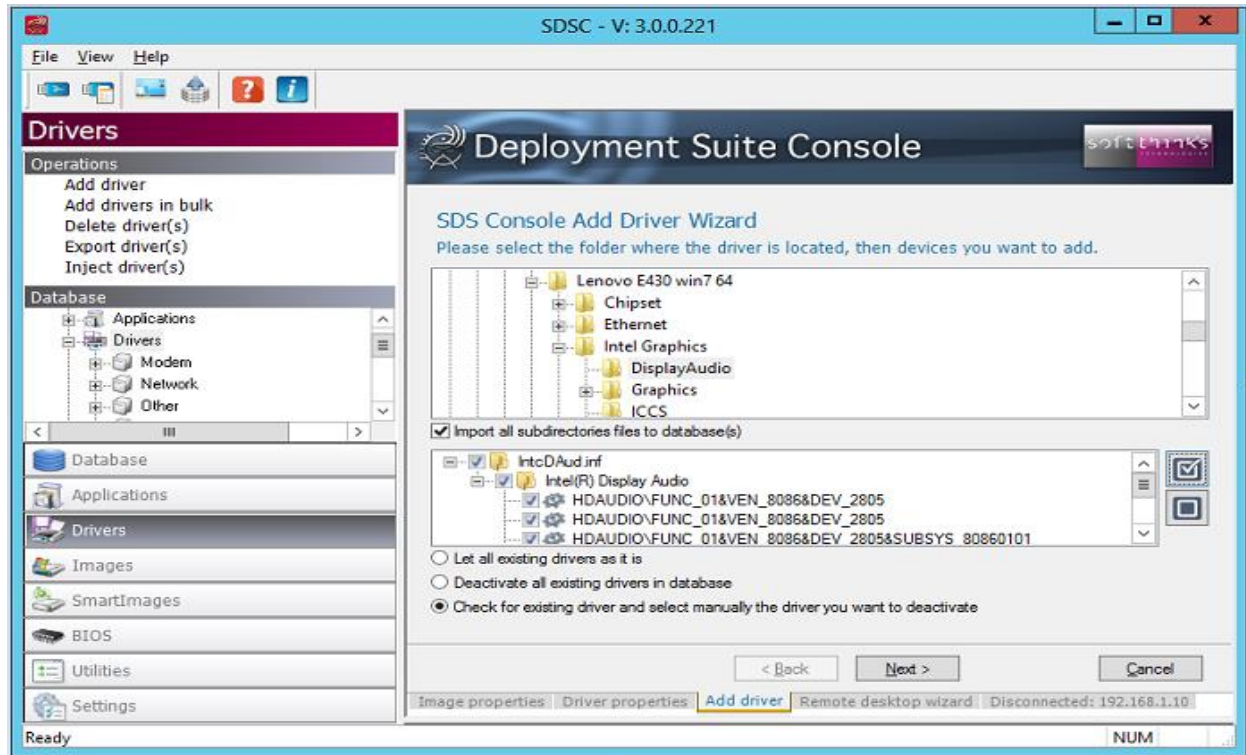 SDSC - V: 3.0.0.221
File View Help
Drivers
Operations
Add driver
Add drivers in bulk
Delete driver(s)
Export driver(s)
Inject driver(s)
Database
Applications
Drivers
Modem
Network
Other
Database
Applications
Drivers
Images
SmartImages
BIOS
Utilities
Settings
Deployment Suite Console
softthinks
SDS Console Add Driver Wizard
Please select the folder where the driver is located, then devices you want to add.
Lenovo E430 win7 64
Chipset
Ethernet
Intel Graphics
DisplayAudio
Graphics
ICCS
Import all subdirectories files to database(s)
IntcDAud.inf
Intel(R) Display Audio
HDAUDIO\FUNC_01&VEN_8086&DEV_2805
HDAUDIO\FUNC_01&VEN_8086&DEV_2805
HDAUDIO\FUNC_01&VEN_8086&DEV_2805&SUBSYS_80860101
Let all existing drivers as it is
Deactivate all existing drivers in database
Check for existing driver and select manually the driver you want to deactivate
< Back Next > Cancel
Image properties Driver properties Add driver Remote desktop wizard Disconnected: 192.168.1.10
Ready NUM